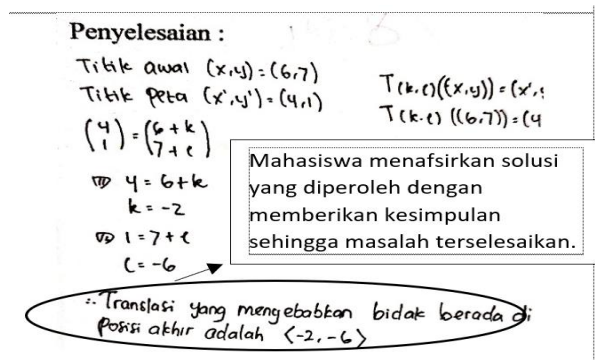 Penyelesaian :
Titik awal (x,y) = (6,7)
Titik Peta (x',y') = (4,1)
T(k,l)((x,y)) = (x',
T(k,l) ((6,7)) = (4
(4 1) = (6 + k 7 + l)
4 = 6+k
k = -2
1 = 7 + l
l = -6
Mahasiswa menafsirkan solusi
yang diperoleh dengan
memberikan kesimpulan
sehingga masalah terselesaikan.
∴ Translasi yang mengebabkan bidak berada di
Posisi akhir adalah <-2, -6>